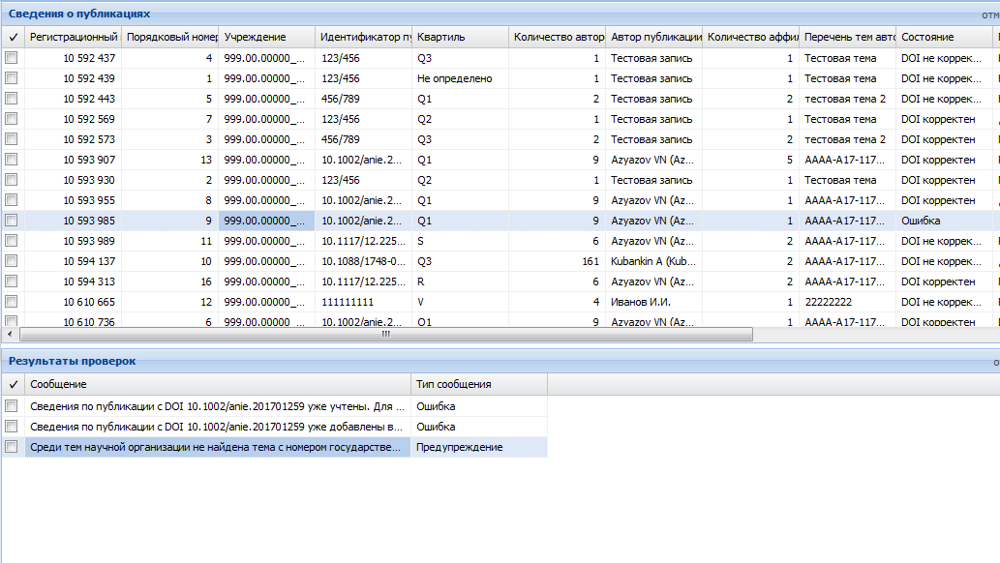 Сведения о публикациях отм
✓ Регистрационный Порядковый номер Учреждение Идентификатор пу Квартиль Количество авторо Автор публикации Количество аффил Перечень тем авто Состояние
10 592 437 4 999.00.00000_... 123/456 Q3 1 Тестовая запись 1 Тестовая тема DOI не коррек...
10 592 439 1 999.00.00000_... 123/456 Не определено 1 Тестовая запись 1 Тестовая тема DOI не коррек...
10 592 443 5 999.00.00000_... 456/789 Q1 2 Тестовая запись 2 тестовая тема 2 DOI не коррек...
10 592 569 7 999.00.00000_... 123/456 Q2 1 Тестовая запись 1 Тестовая тема DOI корректен
10 592 573 3 999.00.00000_... 456/789 Q3 2 Тестовая запись 2 тестовая тема 2 DOI корректен
10 593 907 13 999.00.00000_... 10.1002/anie.2... Q1 9 Azyazov VN (Az... 5 AAAA-A17-117... DOI корректен
10 593 930 2 999.00.00000_... 123/456 Q2 1 Тестовая запись 1 Тестовая тема DOI корректен
10 593 955 8 999.00.00000_... 10.1002/anie.2... Q1 9 Azyazov VN (Az... 1 AAAA-A17-117... DOI корректен
10 593 985 9 999.00.00000_... 10.1002/anie.2... Q1 9 Azyazov VN (Az... 1 AAAA-A17-117... Ошибка
10 593 989 11 999.00.00000_... 10.1117/12.225... S 6 Azyazov VN (Az... 2 AAAA-A17-117... DOI не коррек...
10 594 137 10 999.00.00000_... 10.1088/1748-0... Q3 161 Kubankin A (Kub... 2 AAAA-A17-117... DOI не коррек...
10 594 313 16 999.00.00000_... 10.1117/12.225... R 6 Azyazov VN (Az... 2 AAAA-A17-117... DOI корректен
10 610 665 12 999.00.00000_... 111111111 V 4 Иванов И.И. 1 22222222 DOI не коррек...
10 610 736 6 999.00.00000_... 10.1002/anie.2... Q1 9 Azyazov VN (Az... 1 AAAA-A17-117... DOI корректен
Результаты проверок о
✓ Сообщение Тип сообщения
Сведения по публикации с DOI 10.1002/anie.201701259 уже учтены. Для ... Ошибка
Сведения по публикации с DOI 10.1002/anie.201701259 уже добавлены в... Ошибка
Среди тем научной организации не найдена тема с номером государстве... Предупреждение